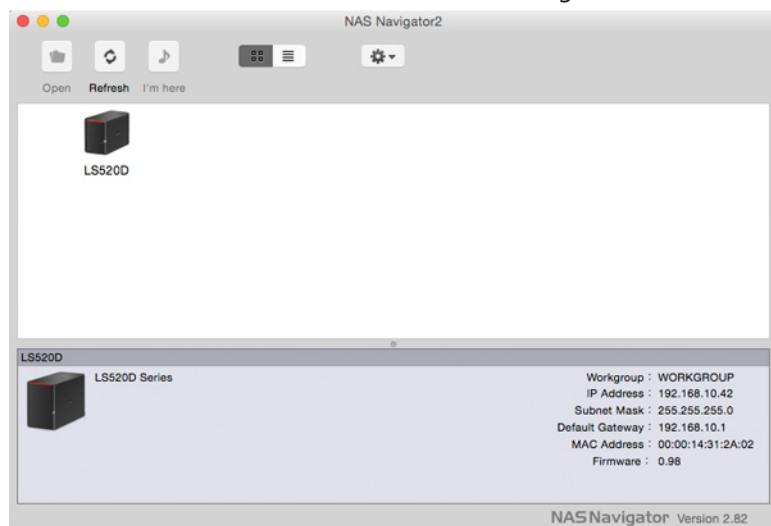 NAS Navigator2
Open Refresh I'm here
LS520D
LS520D
LS520D Series
Workgroup : WORKGROUP
IP Address : 192.168.10.42
Subnet Mask : 255.255.255.0
Default Gateway : 192.168.10.1
MAC Address : 00:00:14:31:2A:02
Firmware : 0.98
NAS Navigator Version 2.82